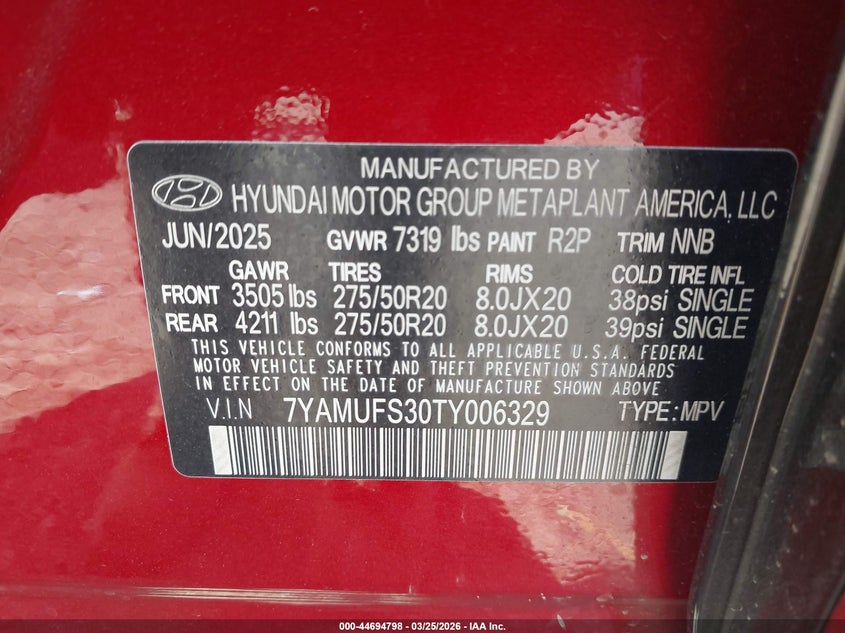 MANUFACTURED BY
HYUNDAI MOTOR GROUP METAPLANT AMERICA, LLC
JUN/2025 GVWR 7319 lbs PAINT R2P TRIM NNB
GAWR TIRES RIMS COLD TIRE INFL
FRONT 3505 lbs 275/50R20 8.0JX20 38psi SINGLE
REAR 4211 lbs 275/50R20 8.0JX20 39psi SINGLE
THIS VEHICLE CONFORMS TO ALL APPLICABLE U.S.A. FEDERAL
MOTOR VEHICLE SAFETY AND THEFT PREVENTION STANDARDS
IN EFFECT ON THE DATE OF MANUFACTURE SHOWN ABOVE
V.I.N 7YAMUFS30TY006329 TYPE:MPV
000-44694798 - 03/25/2026 - IAA Inc.